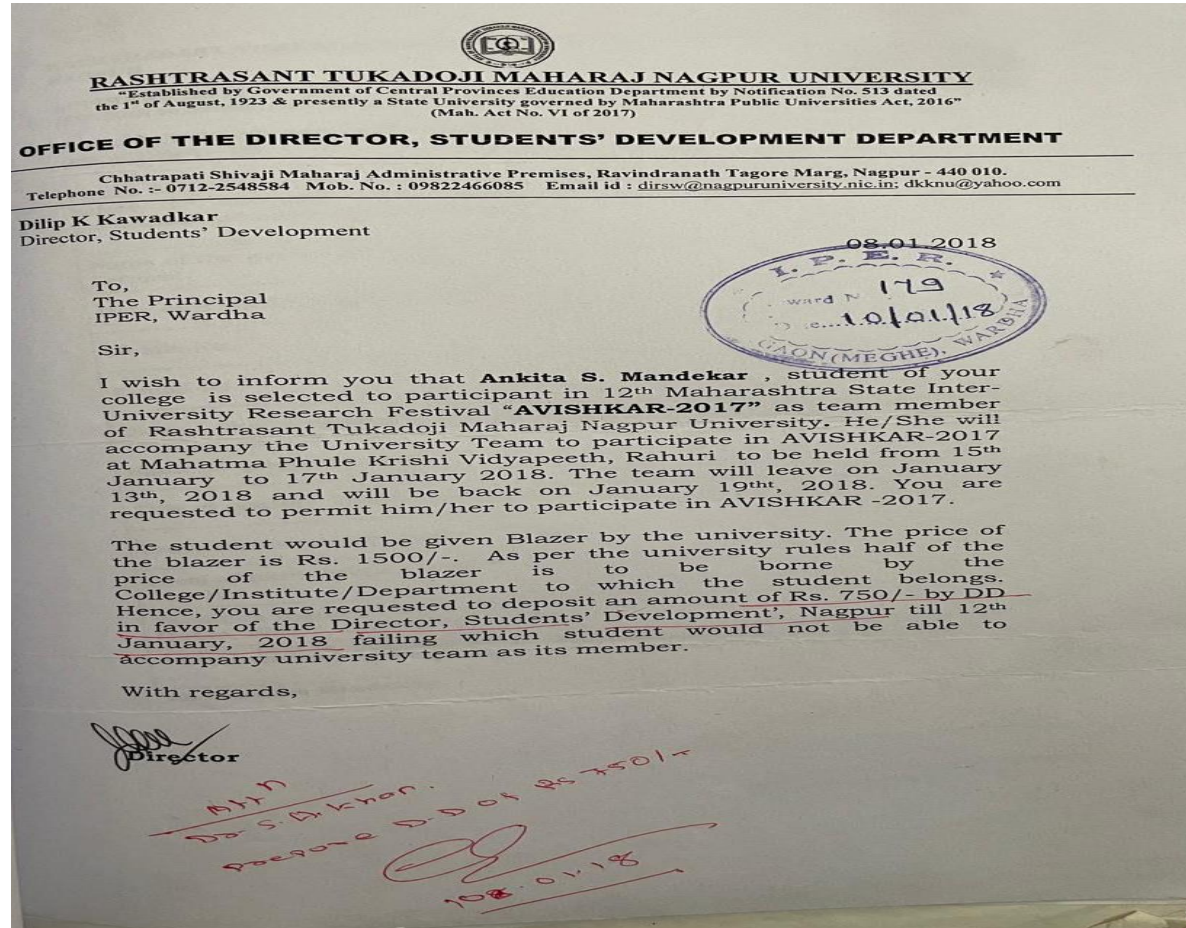 RASHTRASANT TUKADOJI MAHARAJ NAGPUR UNIVERSITY
"Established by Government of Central Provinces Education Department by Notification No. 513 dated
the 1st of August, 1923 & presently a State University governed by Maharashtra Public Universities Act, 2016"
(Mah. Act No. VI of 2017)
OFFICE OF THE DIRECTOR, STUDENTS' DEVELOPMENT DEPARTMENT
Chhatrapati Shivaji Maharaj Administrative Premises, Ravindranath Tagore Marg, Nagpur - 440 010.
Telephone No. :- 0712-2548584 Mob. No. : 09822466085 Email id : dirsw@nagpuruniversity.nic.in; dkknu@yahoo.com
Dilip K Kawadkar
Director, Students' Development
08.01.2018
I. P. E. R.
ward N 179
10/01/18
GAON (MEGHE), WARDHA
To,
The Principal
IPER, Wardha
Sir,
I wish to inform you that Ankita S. Mandekar , student of your
college is selected to participant in 12th Maharashtra State Inter-
University Research Festival "AVISHKAR-2017" as team member
of Rashtrasant Tukadoji Maharaj Nagpur University. He/She will
accompany the University Team to participate in AVISHKAR-2017
at Mahatma Phule Krishi Vidyapeeth, Rahuri to be held from 15th
January to 17th January 2018. The team will leave on January
13th, 2018 and will be back on January 19tht, 2018. You are
requested to permit him/her to participate in AVISHKAR -2017.
The student would be given Blazer by the university. The price of
the blazer is Rs. 1500/-. As per the university rules half of the
price of the blazer is to be borne by the
College/Institute/Department to which the student belongs.
Hence, you are requested to deposit an amount of Rs. 750/- by DD
in favor of the Director, Students' Development', Nagpur till 12th
January, 2018 failing which student would not be able to
accompany university team as its member.
With regards,
Director
Attn
Dr. S. A. Khan.
prepare D.D of Rs 750/-